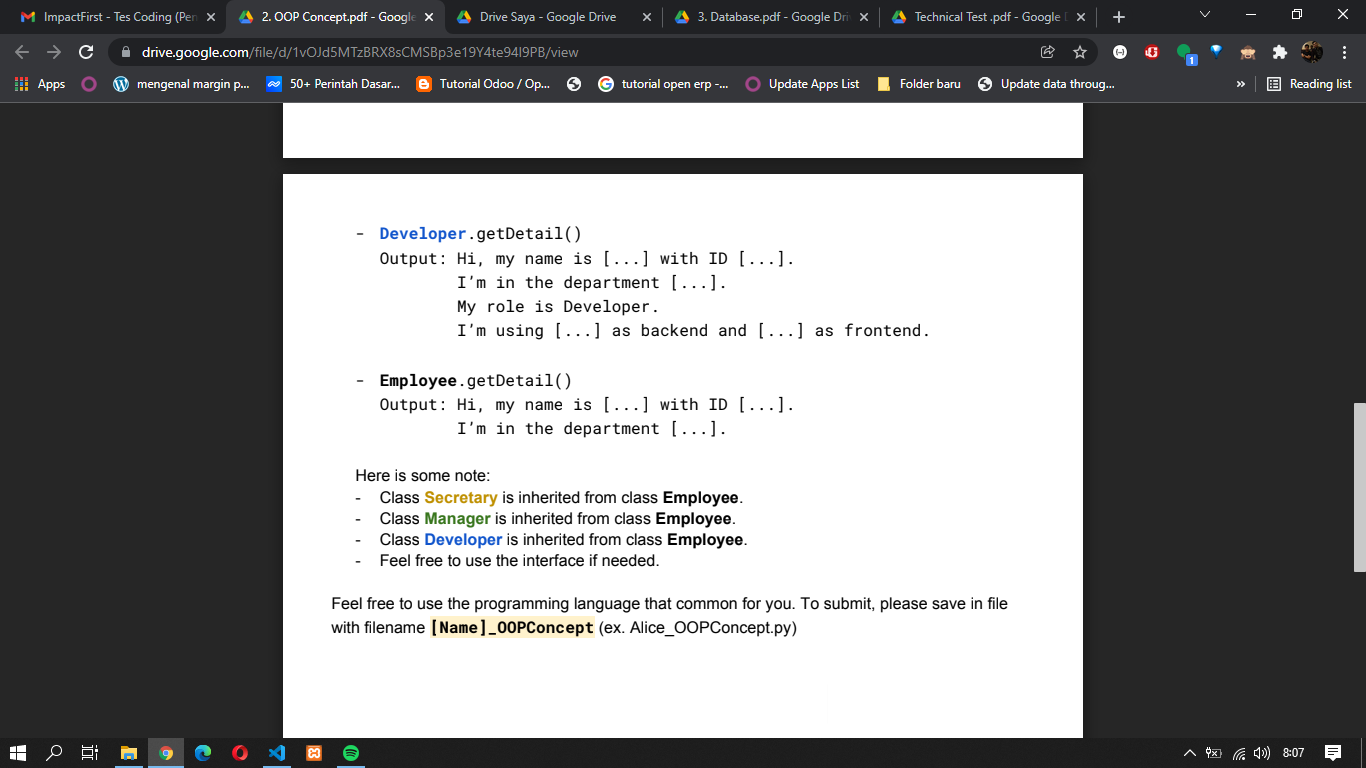 ImpactFirst - Tes Coding (Pen
2. OOP Concept.pdf - Google
Drive Saya - Google Drive
3. Database.pdf - Google Dri
Technical Test .pdf - Google D
drive.google.com/file/d/1vOJd5MTzBRX8sCMSBp3e19Y4te94I9PB/view
1
Apps
mengenal margin p...
50+ Perintah Dasar...
Tutorial Odoo / Op...
tutorial open erp -...
Update Apps List
Folder baru
Update data throug...
»
Reading list
- Developer.getDetail()
Output: Hi, my name is [...] with ID [...].
I’m in the department [...].
My role is Developer.
I’m using [...] as backend and [...] as frontend.
- Employee.getDetail()
Output: Hi, my name is [...] with ID [...].
I’m in the department [...].
Here is some note:
- Class Secretary is inherited from class Employee.
- Class Manager is inherited from class Employee.
- Class Developer is inherited from class Employee.
- Feel free to use the interface if needed.
Feel free to use the programming language that common for you. To submit, please save in file
with filename [Name]_OOPConcept (ex. Alice_OOPConcept.py)
8:07